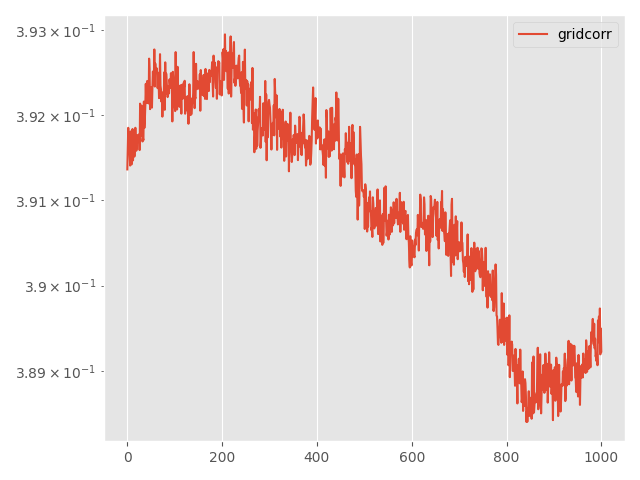 gridcorr
3.93 × 10⁻¹
3.92 × 10⁻¹
3.91 × 10⁻¹
3.9 × 10⁻¹
3.89 × 10⁻¹
0 200 400 600 800 1000